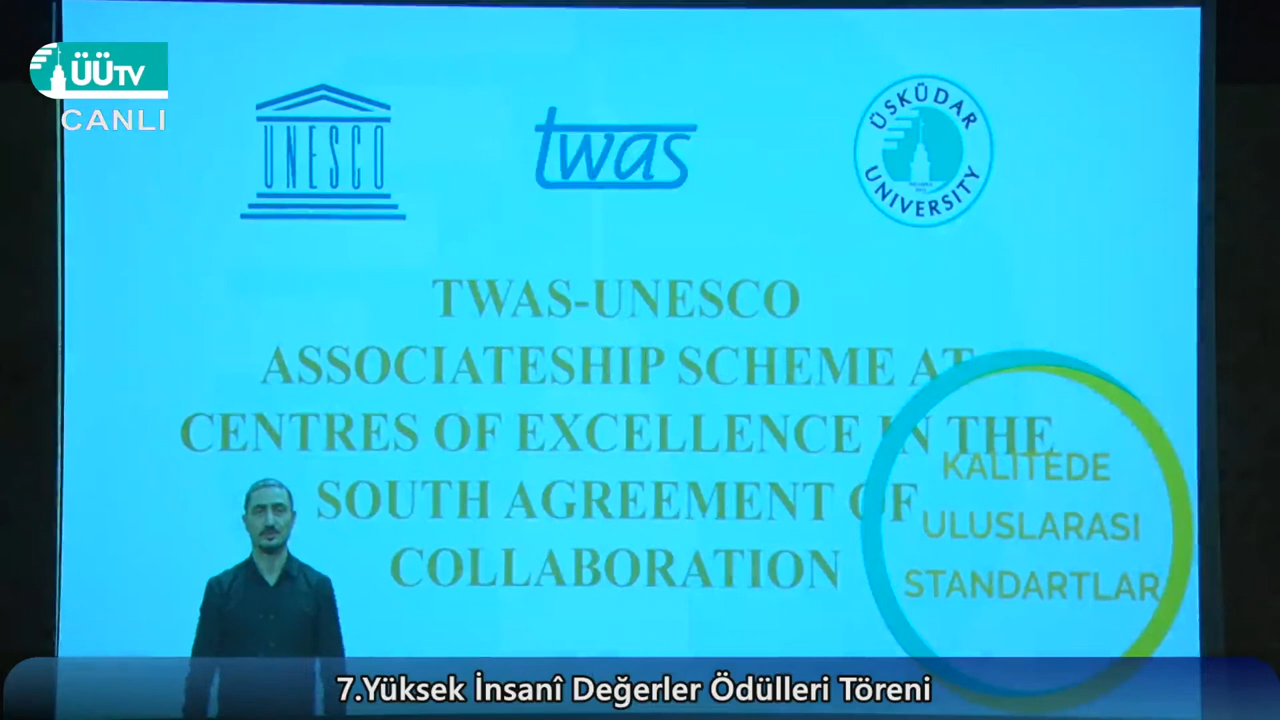 ÜÜTV
CANLI
UNESCO
twas
ÜSKÜDAR
UNIVERSITY
TWAS-UNESCO
ASSOCIATESHIP SCHEME AT
CENTRES OF EXCELLENCE IN THE
SOUTH AGREEMENT OF
COLLABORATION
KALİTEDE
ULUSLARASI
STANDARTLAR
7.Yüksek İnsanî Değerler Ödülleri Töreni